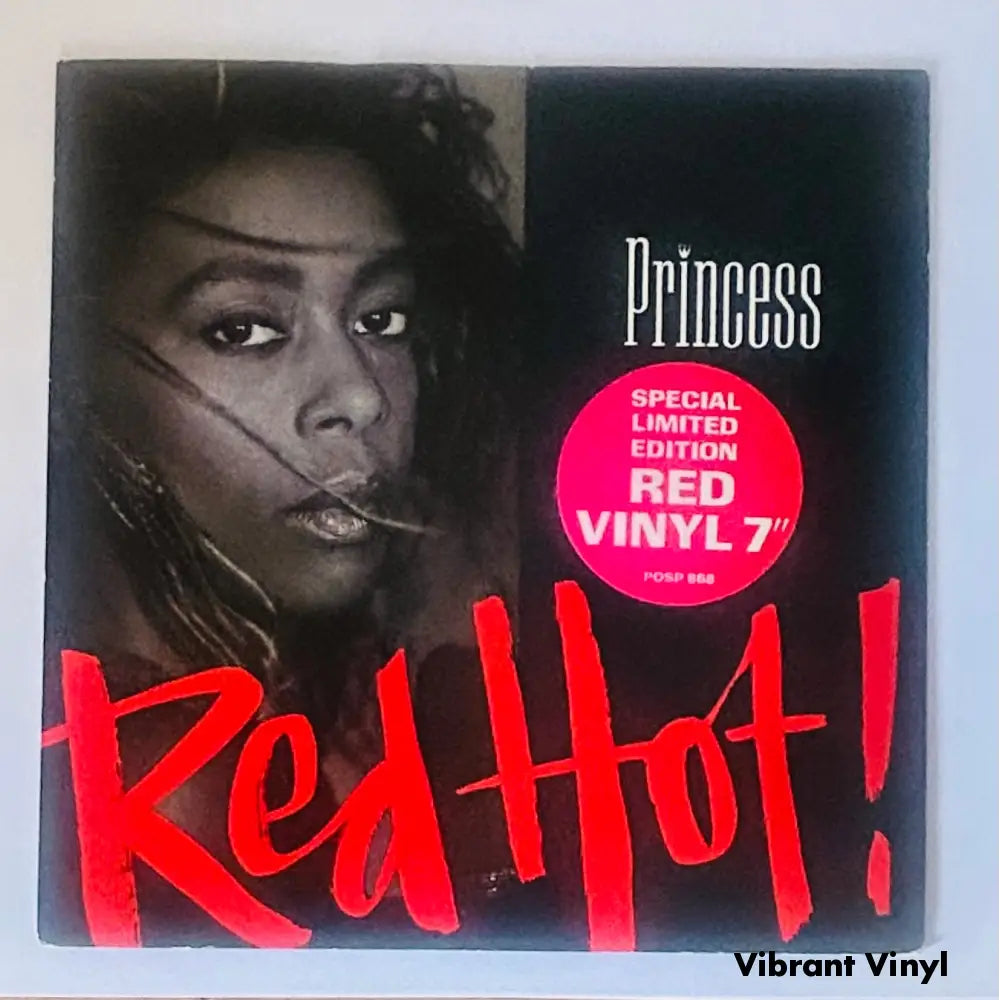 Princess
SPECIAL
LIMITED
EDITION
RED
VINYL 7"
POSP 868
Red Hot!
Vibrant Vinyl